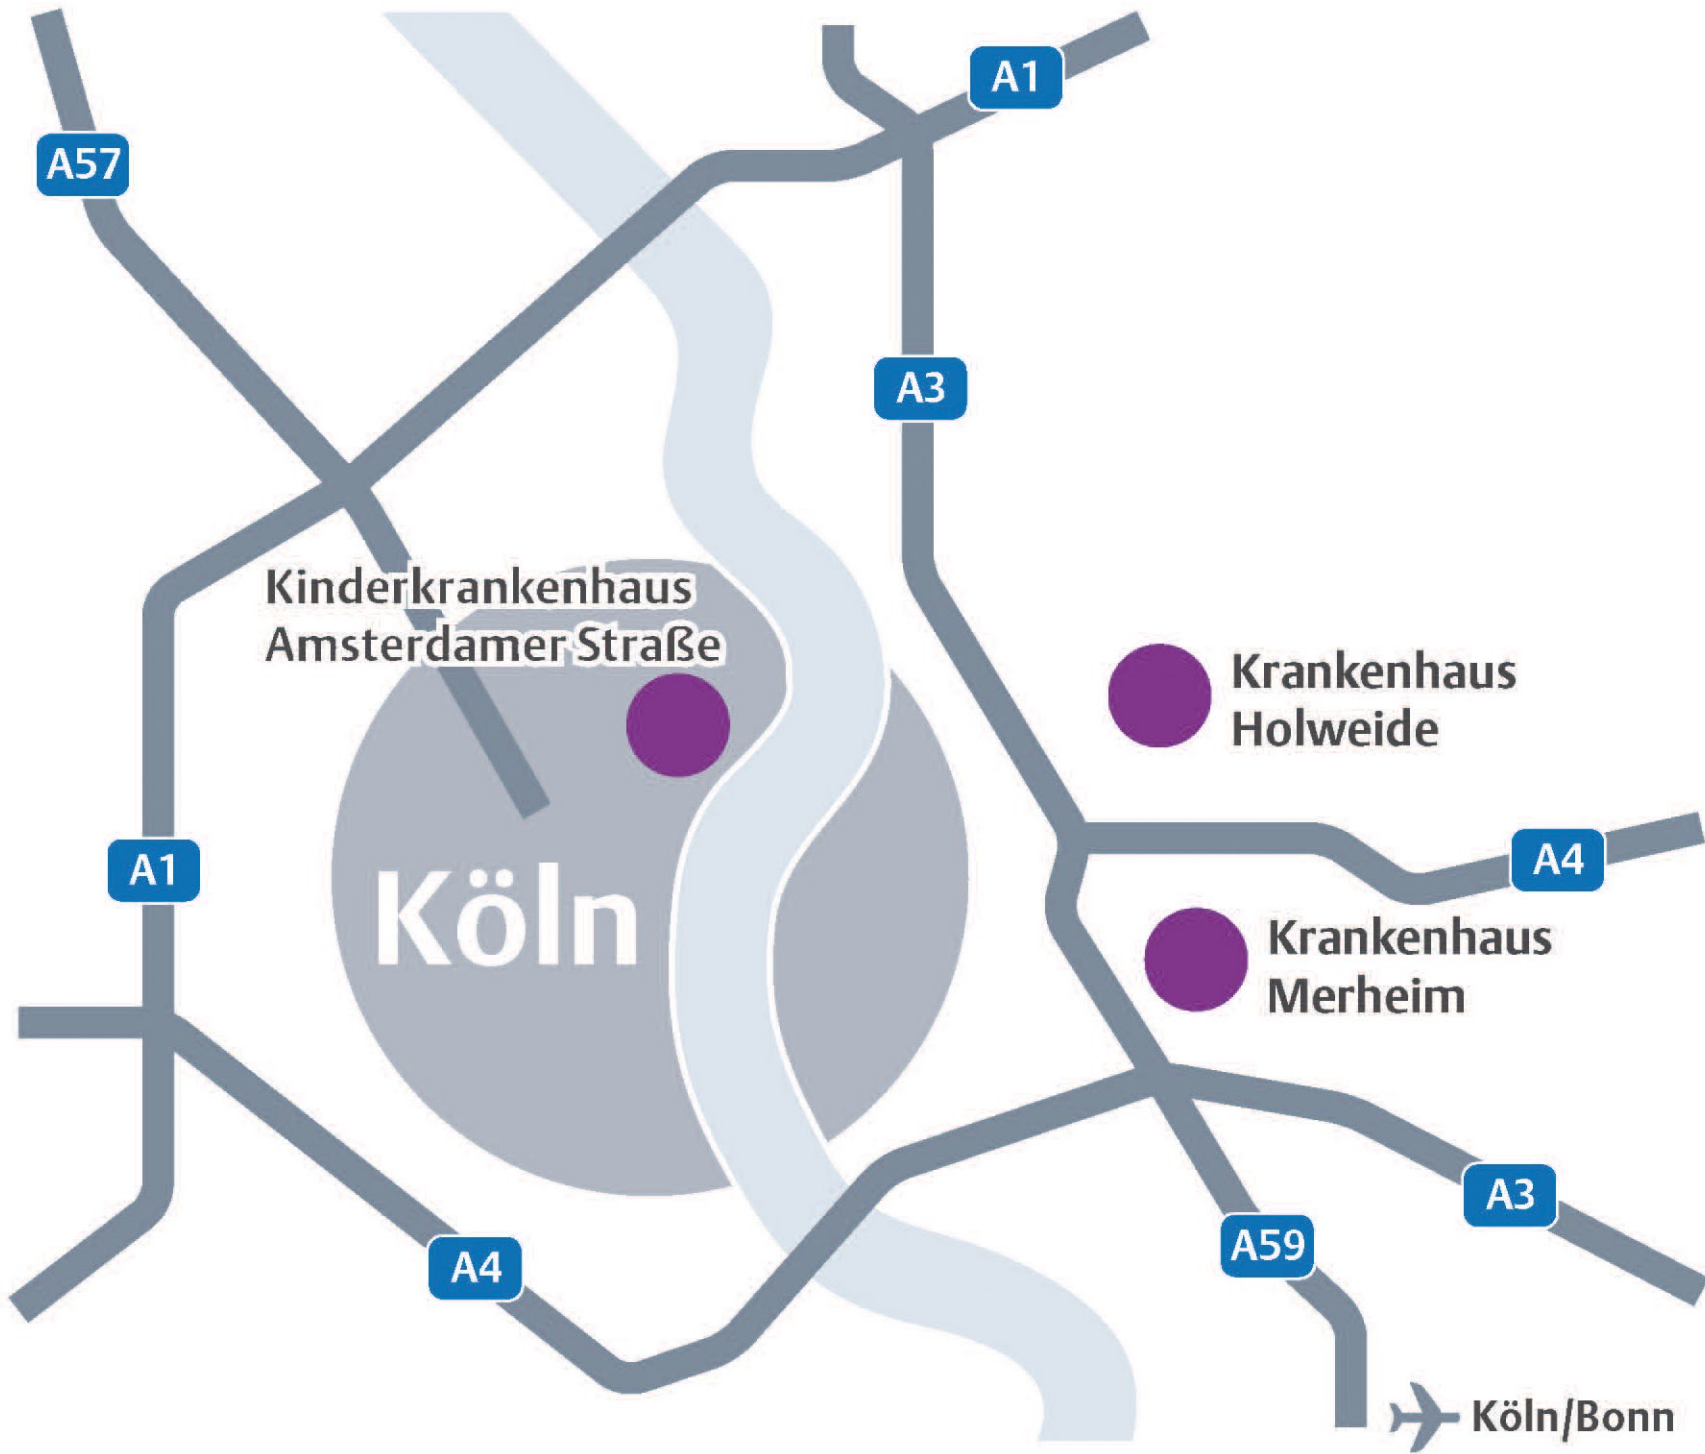 A1
A57
A3
Kinderkrankenhaus
Amsterdamer Straße
Krankenhaus
Holweide
A1
A4
Köln
Krankenhaus
Merheim
A3
A59
A4
Köln/Bonn